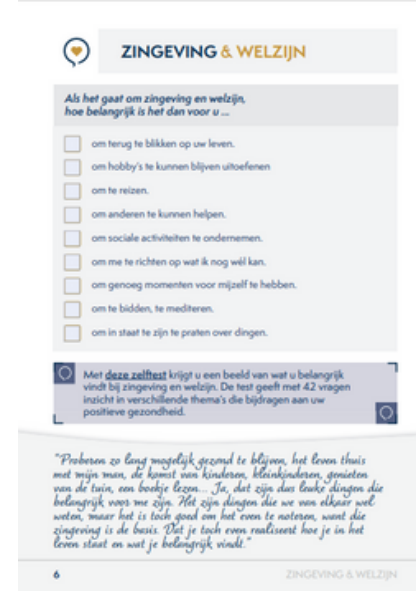 ZINGEVING & WELZIJN
Als het gaat om zingeving en welzijn,
hoe belangrijk is het dan voor u ...
om terug te blikken op uw leven.
om hobby's te kunnen blijven uitoefenen
om te reizen.
om anderen te kunnen helpen.
om sociale activiteiten te ondernemen.
om me te richten op wat ik nog wél kan.
om genoeg momenten voor mijzelf te hebben.
om te bidden, te mediteren.
om in staat te zijn te praten over dingen.
Met deze zelftest krijgt u een beeld van wat u belangrijk
vindt bij zingeving en welzijn. De test geeft met 42 vragen
inzicht in verschillende thema's die bijdragen aan uw
positieve gezondheid.
"Proberen zo lang mogelijk gezond te blijven, het leven thuis
met mijn man, de komst van kinderen, kleinkinderen, genieten
van de tuin, een boekje lezen... Ja, dat zijn dus leuke dingen die
belangrijk voor me zijn. Het zijn dingen die we van elkaar wel
weten, maar het is toch goed om het even te noteren, want die
zingeving is de basis. Dat je toch even realiseert hoe je in het
leven staat en wat je belangrijk vindt."
6
ZINGEVING & WELZIJN